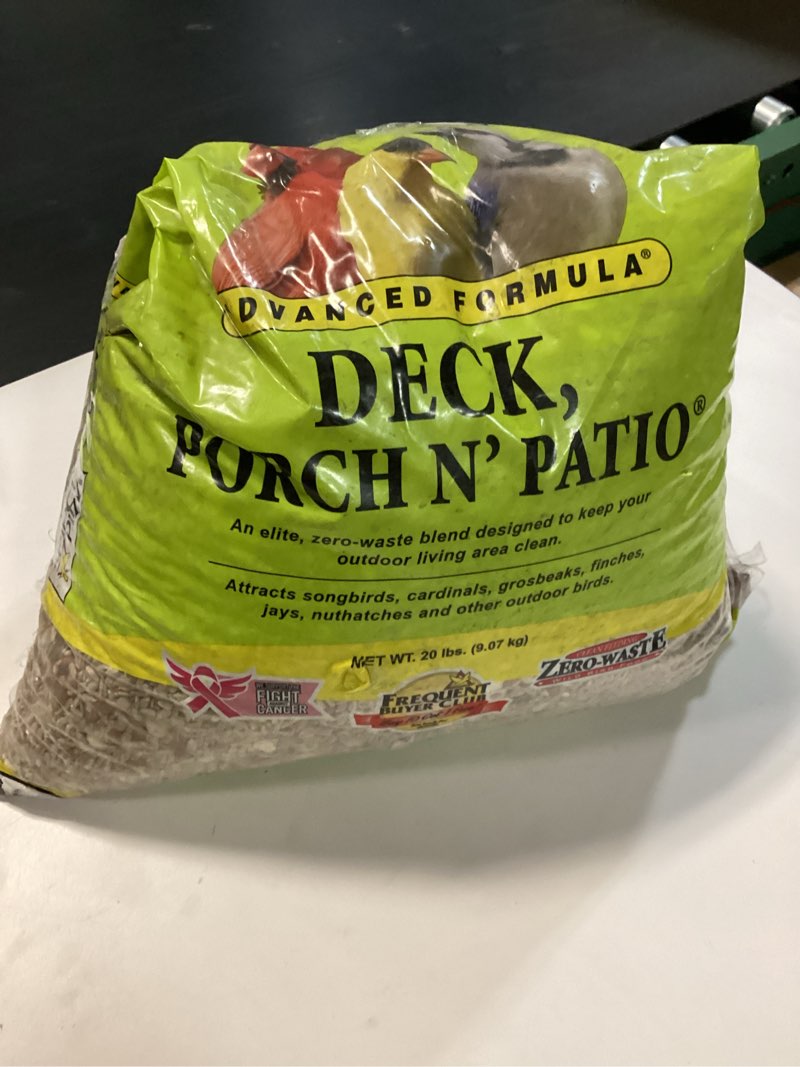 DVANCED FORMULA®
DECK,
PORCH N' PATIO®
An elite, zero-waste blend designed to keep your
outdoor living area clean.
Attracts songbirds, cardinals, grosbeaks, finches,
jays, nuthatches and other outdoor birds.
NET WT. 20 lbs. (9.07 kg)
FIGHT
CANCER
FREQUENT
BUYER CLUB
ZERO-WASTE